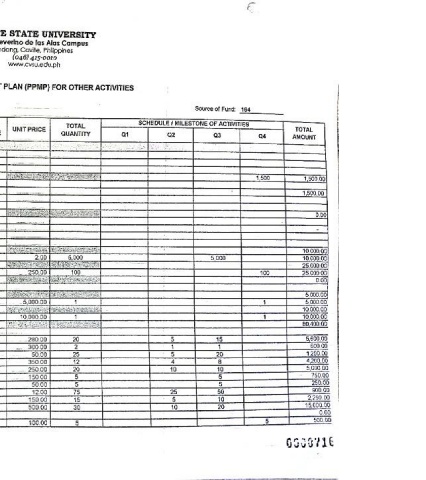 E STATE UNIVERSITY
everino de las Alas Campus
dang, Cavite, Philippines
(046) 415-0010
www.cvsu.edu.ph
T PLAN (PPMP) FOR OTHER ACTIVITIES
Source of Fund: 164
UNIT PRICE TOTAL QUANTITY SCHEDULE / MILESTONE OF ACTIVITIES TOTAL AMOUNT
Q1 Q2 Q3 Q4
1,500 1,500.00
1,500.00
0.00
10,000.00
2.00 5,000 5,000 10,000.00
25,000.00
250.00 100 100 25,000.00
0.00
5,000.00
5,000.00 1 1 5,000.00
10,000.00
10,000.00 1 1 10,000.00
80,400.00
280.00 20 5 15 5,600.00
300.00 2 1 1 600.00
50.00 25 5 20 1,250.00
350.00 12 4 8 4,200.00
250.00 20 10 10 5,000.00
150.00 5 5 750.00
50.00 5 5 250.00
12.00 75 25 50 900.00
150.00 15 5 10 2,250.00
500.00 30 10 20 15,000.00
0.00
100.00 5 5 500.00